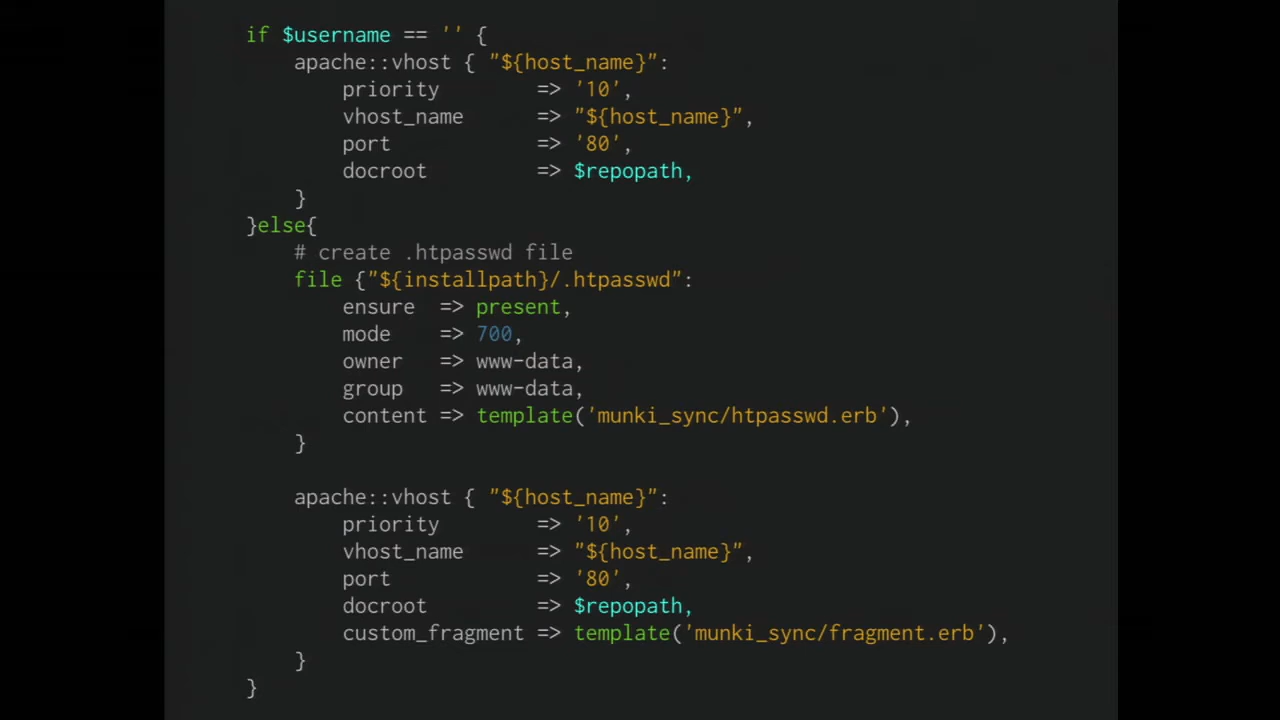 if $username == '' {
    apache::vhost { "${host_name}":
        priority        => '10',
        vhost_name      => "${host_name}",
        port            => '80',
        docroot         => $repopath,
    }
}else{
    # create .htpasswd file
    file {"${installpath}/.htpasswd":
        ensure  => present,
        mode    => 700,
        owner   => www-data,
        group   => www-data,
        content => template('munki_sync/htpasswd.erb'),
    }

    apache::vhost { "${host_name}":
        priority        => '10',
        vhost_name      => "${host_name}",
        port            => '80',
        docroot         => $repopath,
        custom_fragment => template('munki_sync/fragment.erb'),
    }
}